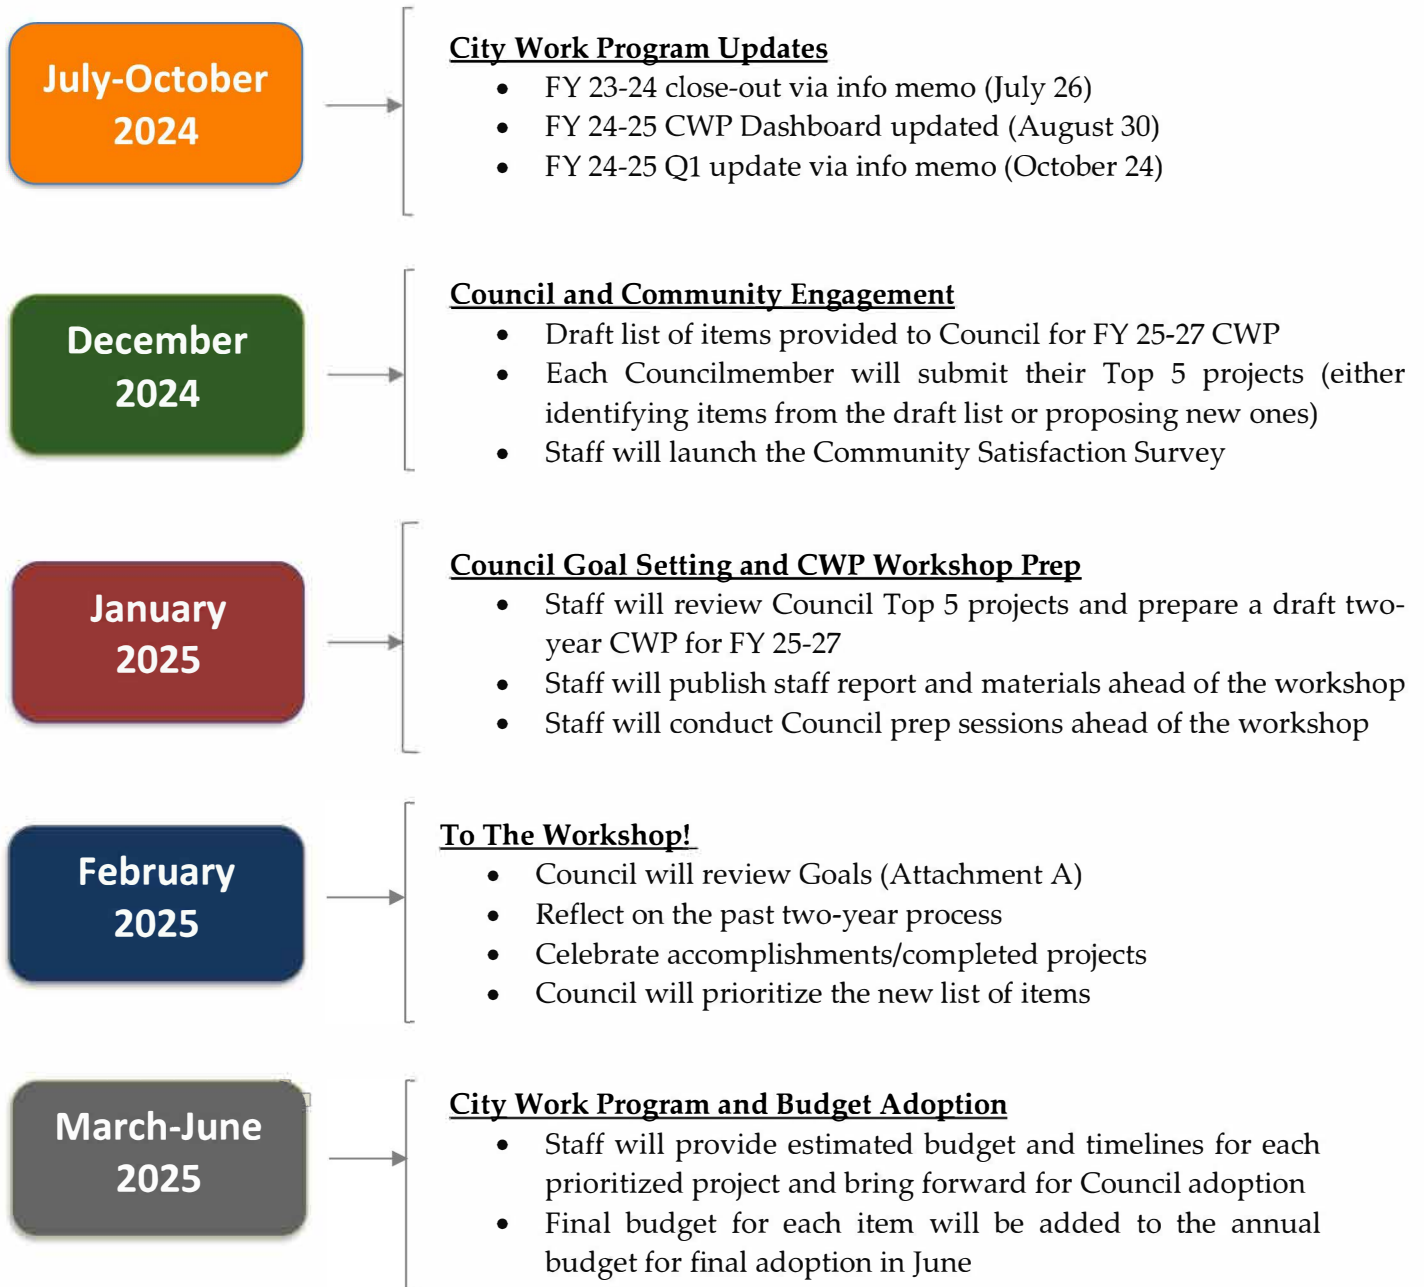 July-October
2024
City Work Program Updates
• FY 23-24 close-out via info memo (July 26)
• FY 24-25 CWP Dashboard updated (August 30)
• FY 24-25 Q1 update via info memo (October 24)
December
2024
Council and Community Engagement
• Draft list of items provided to Council for FY 25-27 CWP
• Each Councilmember will submit their Top 5 projects (either
identifying items from the draft list or proposing new ones)
• Staff will launch the Community Satisfaction Survey
January
2025
Council Goal Setting and CWP Workshop Prep
• Staff will review Council Top 5 projects and prepare a draft two-
year CWP for FY 25-27
• Staff will publish staff report and materials ahead of the workshop
• Staff will conduct Council prep sessions ahead of the workshop
February
2025
To The Workshop!
• Council will review Goals (Attachment A)
• Reflect on the past two-year process
• Celebrate accomplishments/completed projects
• Council will prioritize the new list of items
March-June
2025
City Work Program and Budget Adoption
• Staff will provide estimated budget and timelines for each
prioritized project and bring forward for Council adoption
• Final budget for each item will be added to the annual
budget for final adoption in June